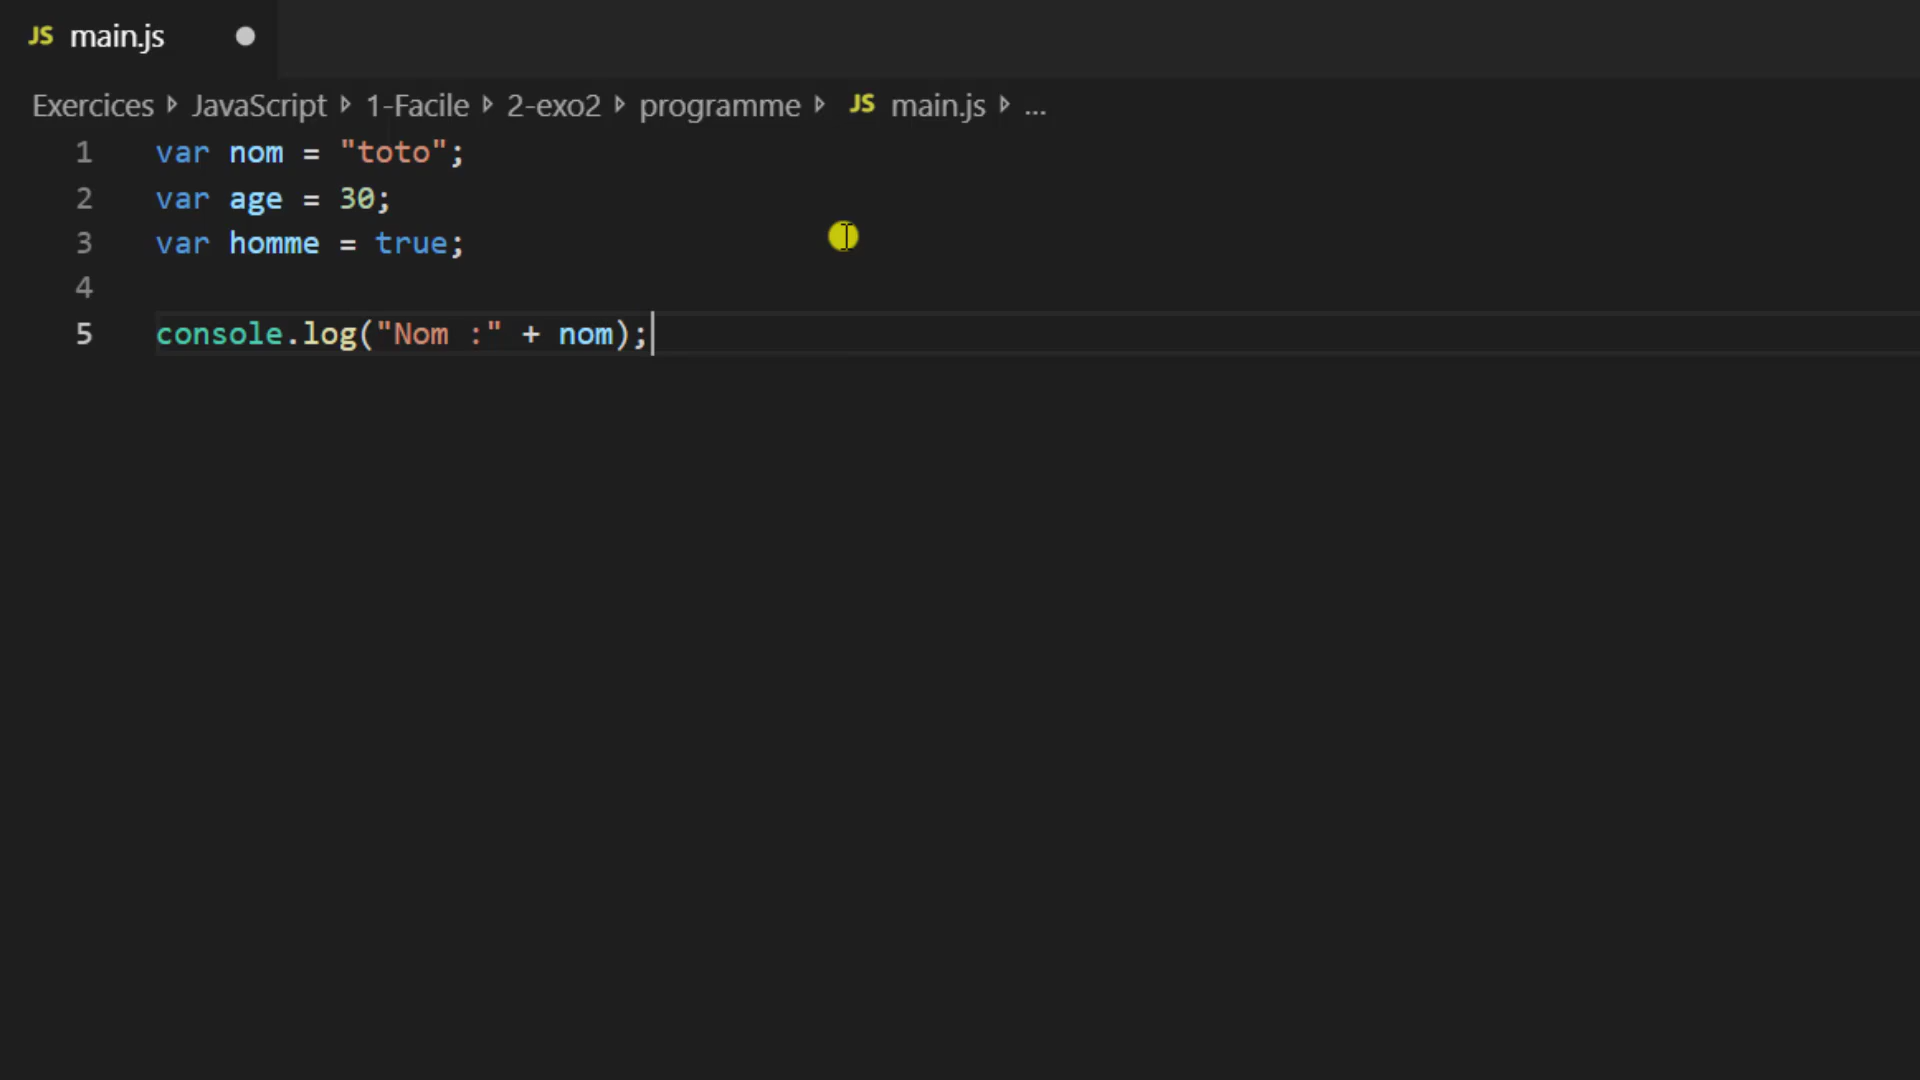 JS main.js
Exercices JavaScript 1-Facile 2-exo2 programme JS main.js ...
1 var nom = "toto";
2 var age = 30;
3 var homme = true;
4
5 console.log("Nom :" + nom);